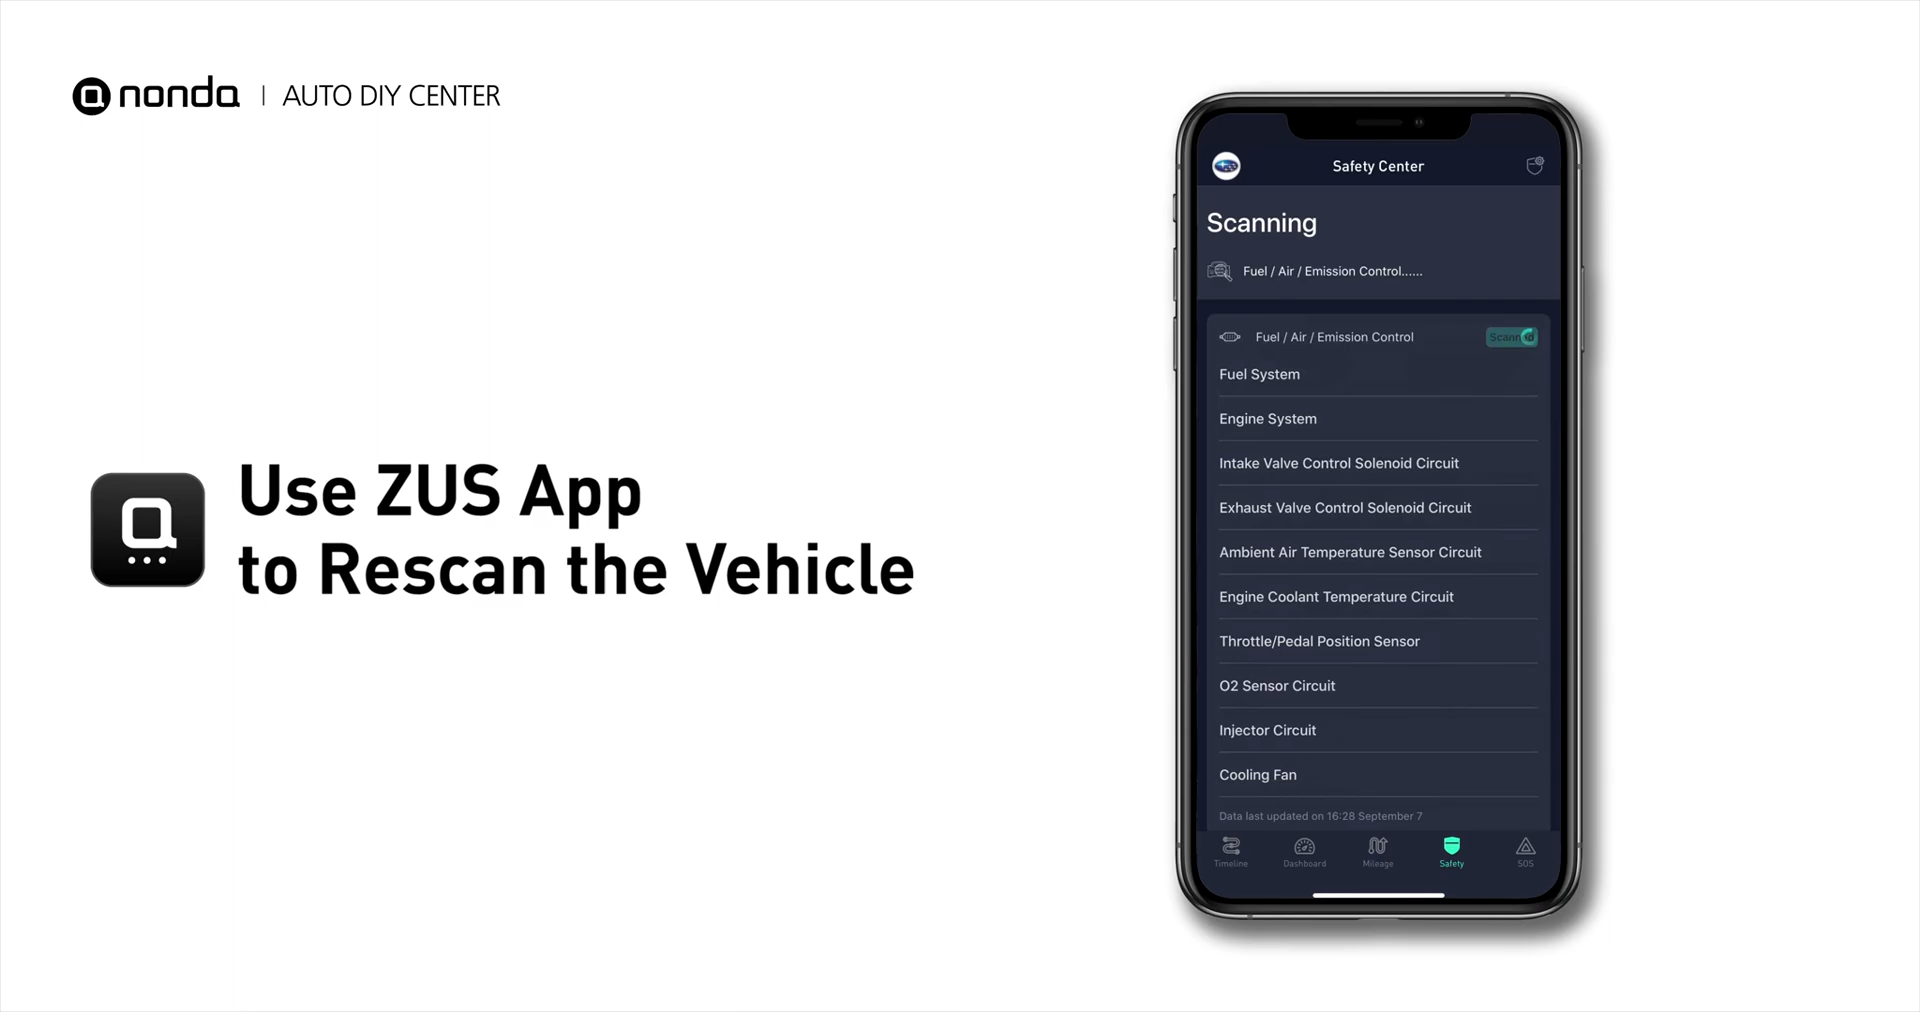 nonda | AUTO DIY CENTER
Use ZUS App
to Rescan the Vehicle
Safety Center
Scanning
Fuel / Air / Emission Control......
Fuel / Air / Emission Control
Fuel System
Engine System
Intake Valve Control Solenoid Circuit
Exhaust Valve Control Solenoid Circuit
Ambient Air Temperature Sensor Circuit
Engine Coolant Temperature Circuit
Throttle/Pedal Position Sensor
O2 Sensor Circuit
Injector Circuit
Cooling Fan
Data last updated on 16:28 September 7
Timeline Dashboard Mileage Safety SOS